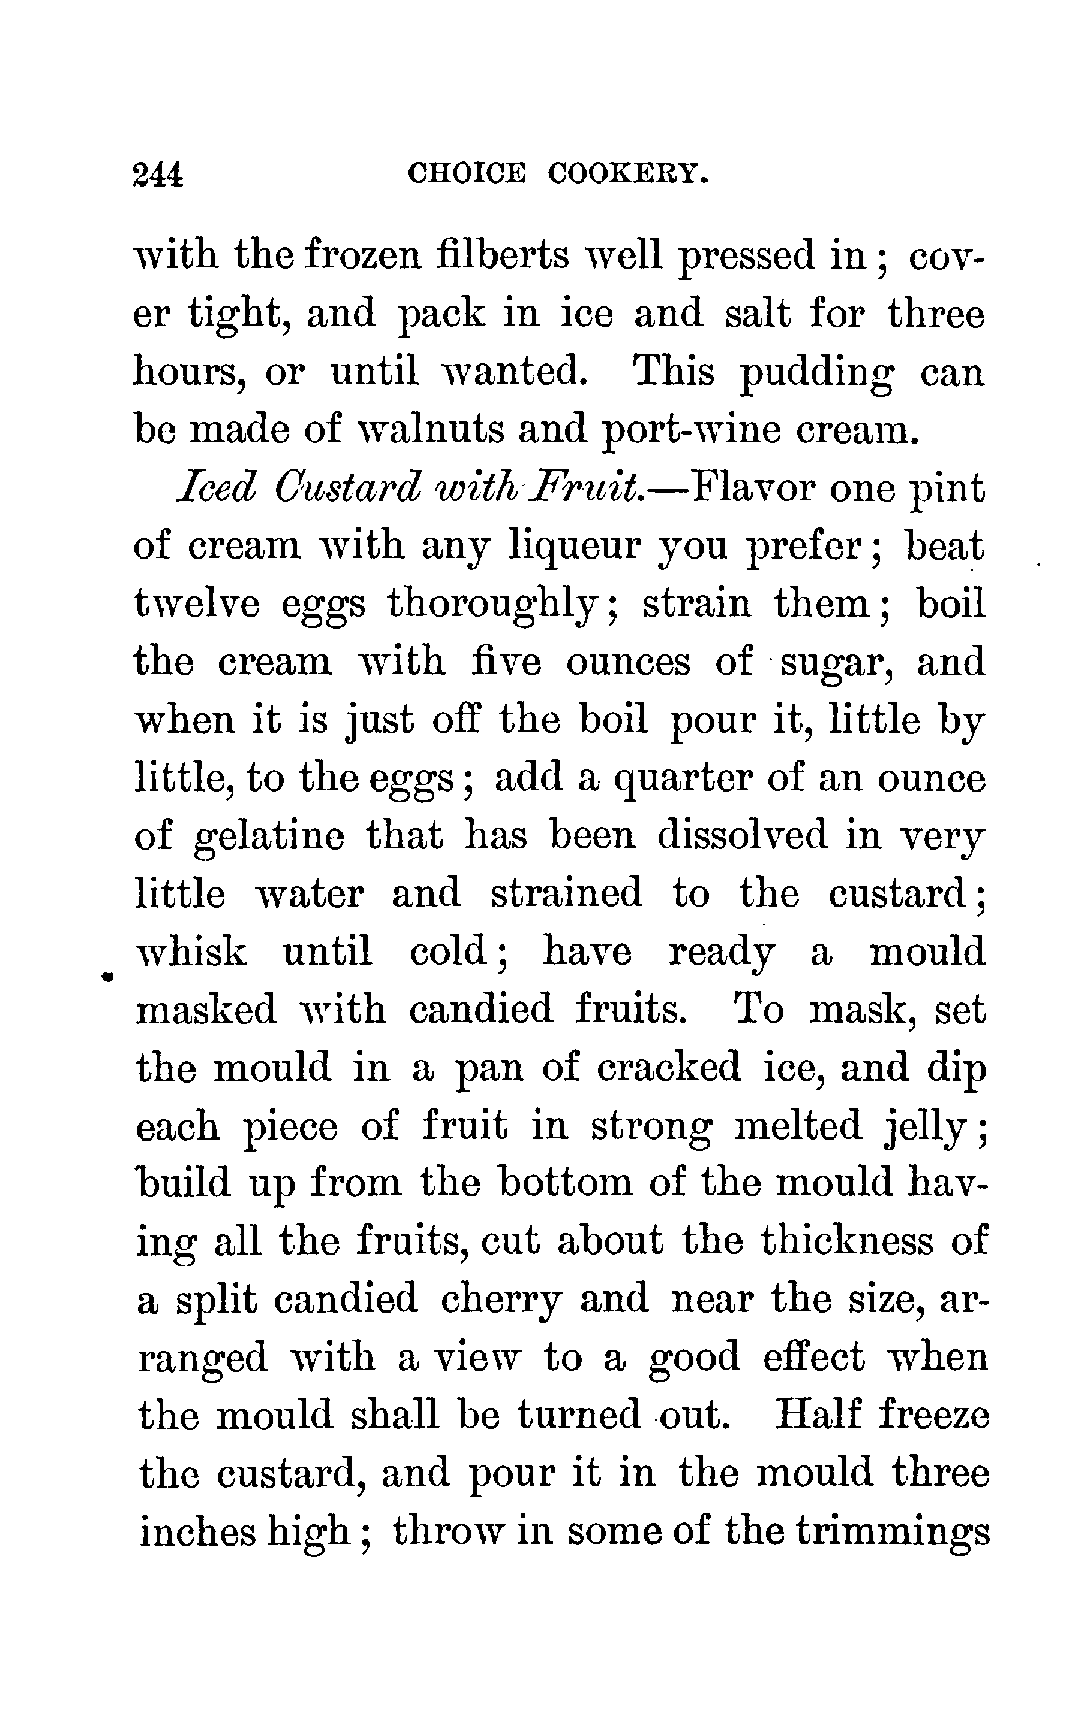 244 CHOICE COOKERY.
with the frozen filberts well pressed in; cov-
er tight, and pack in ice and salt for three
hours, or until wanted. This pudding can
be made of walnuts and port-wine cream.
Iced Custard with Fruit.—Flavor one pint
of cream with any liqueur you prefer; beat
twelve eggs thoroughly; strain them; boil
the cream with five ounces of sugar, and
when it is just off the boil pour it, little by
little, to the eggs; add a quarter of an ounce
of gelatine that has been dissolved in very
little water and strained to the custard;
whisk until cold; have ready a mould
masked with candied fruits. To mask, set
the mould in a pan of cracked ice, and dip
each piece of fruit in strong melted jelly;
build up from the bottom of the mould hav-
ing all the fruits, cut about the thickness of
a split candied cherry and near the size, ar-
ranged with a view to a good effect when
the mould shall be turned out. Half freeze
the custard, and pour it in the mould three
inches high; throw in some of the trimmings